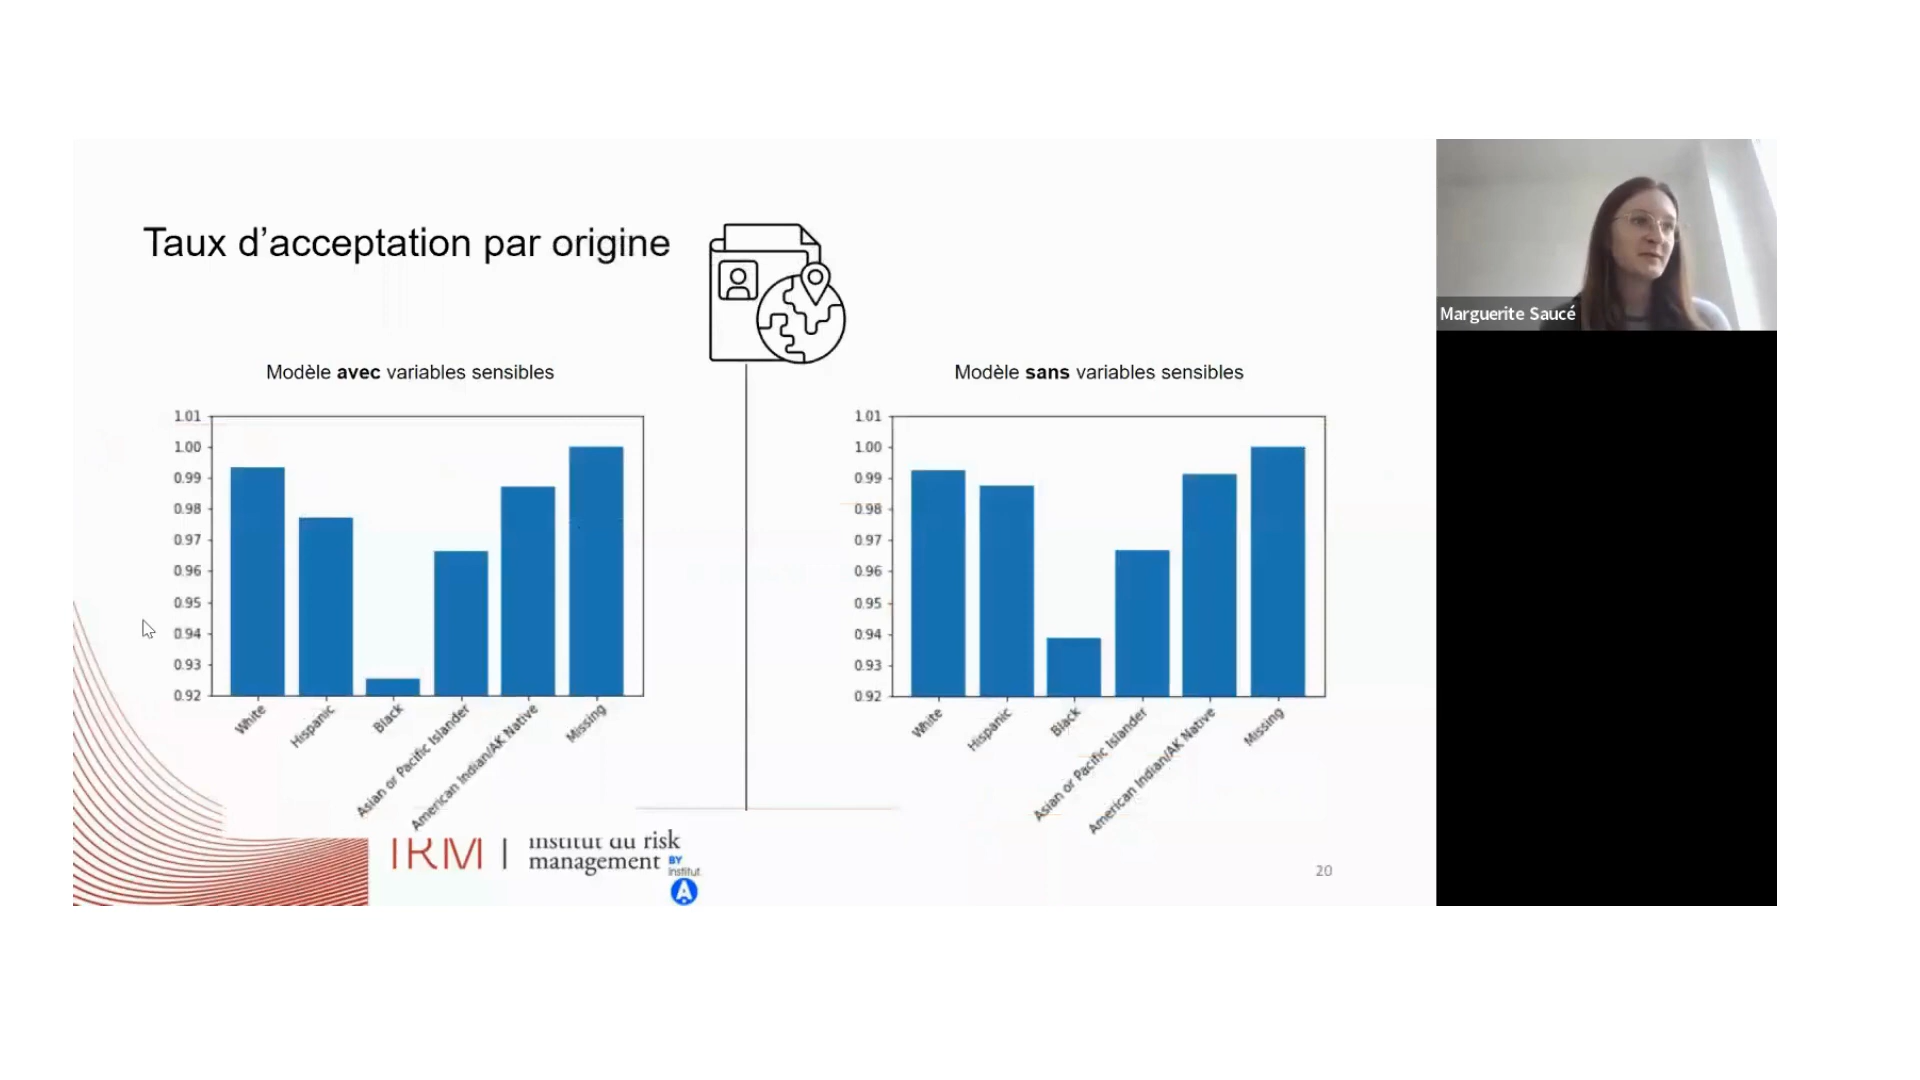 Taux d’acceptation par origine
Marguerite Saucé
Modèle avec variables sensibles
1.01
1.00
0.99
0.98
0.97
0.96
0.95
0.94
0.93
0.92
White
Hispanic
Black
Asian or Pacific Islander
American Indian/AK Native
Missing
Modèle sans variables sensibles
1.01
1.00
0.99
0.98
0.97
0.96
0.95
0.94
0.93
0.92
White
Hispanic
Black
Asian or Pacific Islander
American Indian/AK Native
Missing
IRM
institut du risk
management
BY
Institut
A
20